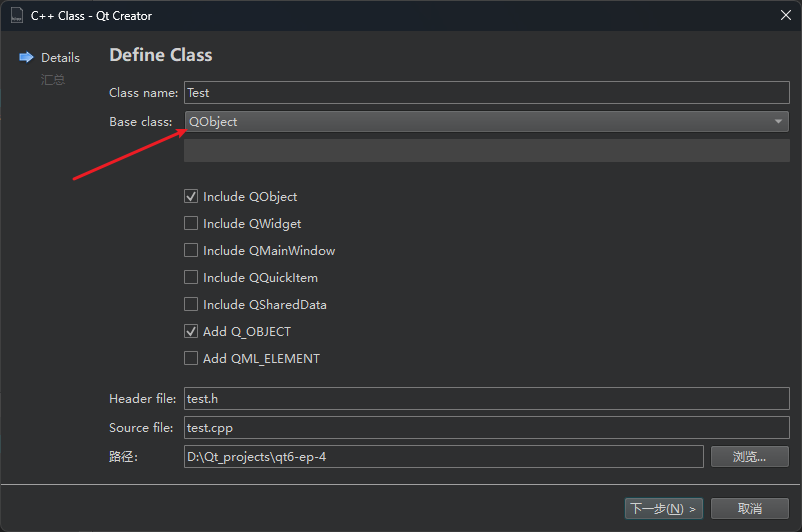 C++ Class - Qt Creator
Details
汇总
Define Class
Class name: Test
Base class: QObject
Include QObject
Include QWidget
Include QMainWindow
Include QQuickItem
Include QSharedData
Add Q_OBJECT
Add QML_ELEMENT
Header file: test.h
Source file: test.cpp
路径: D:\Qt_projects\qt6-ep-4 浏览...
下一步(N) > 取消